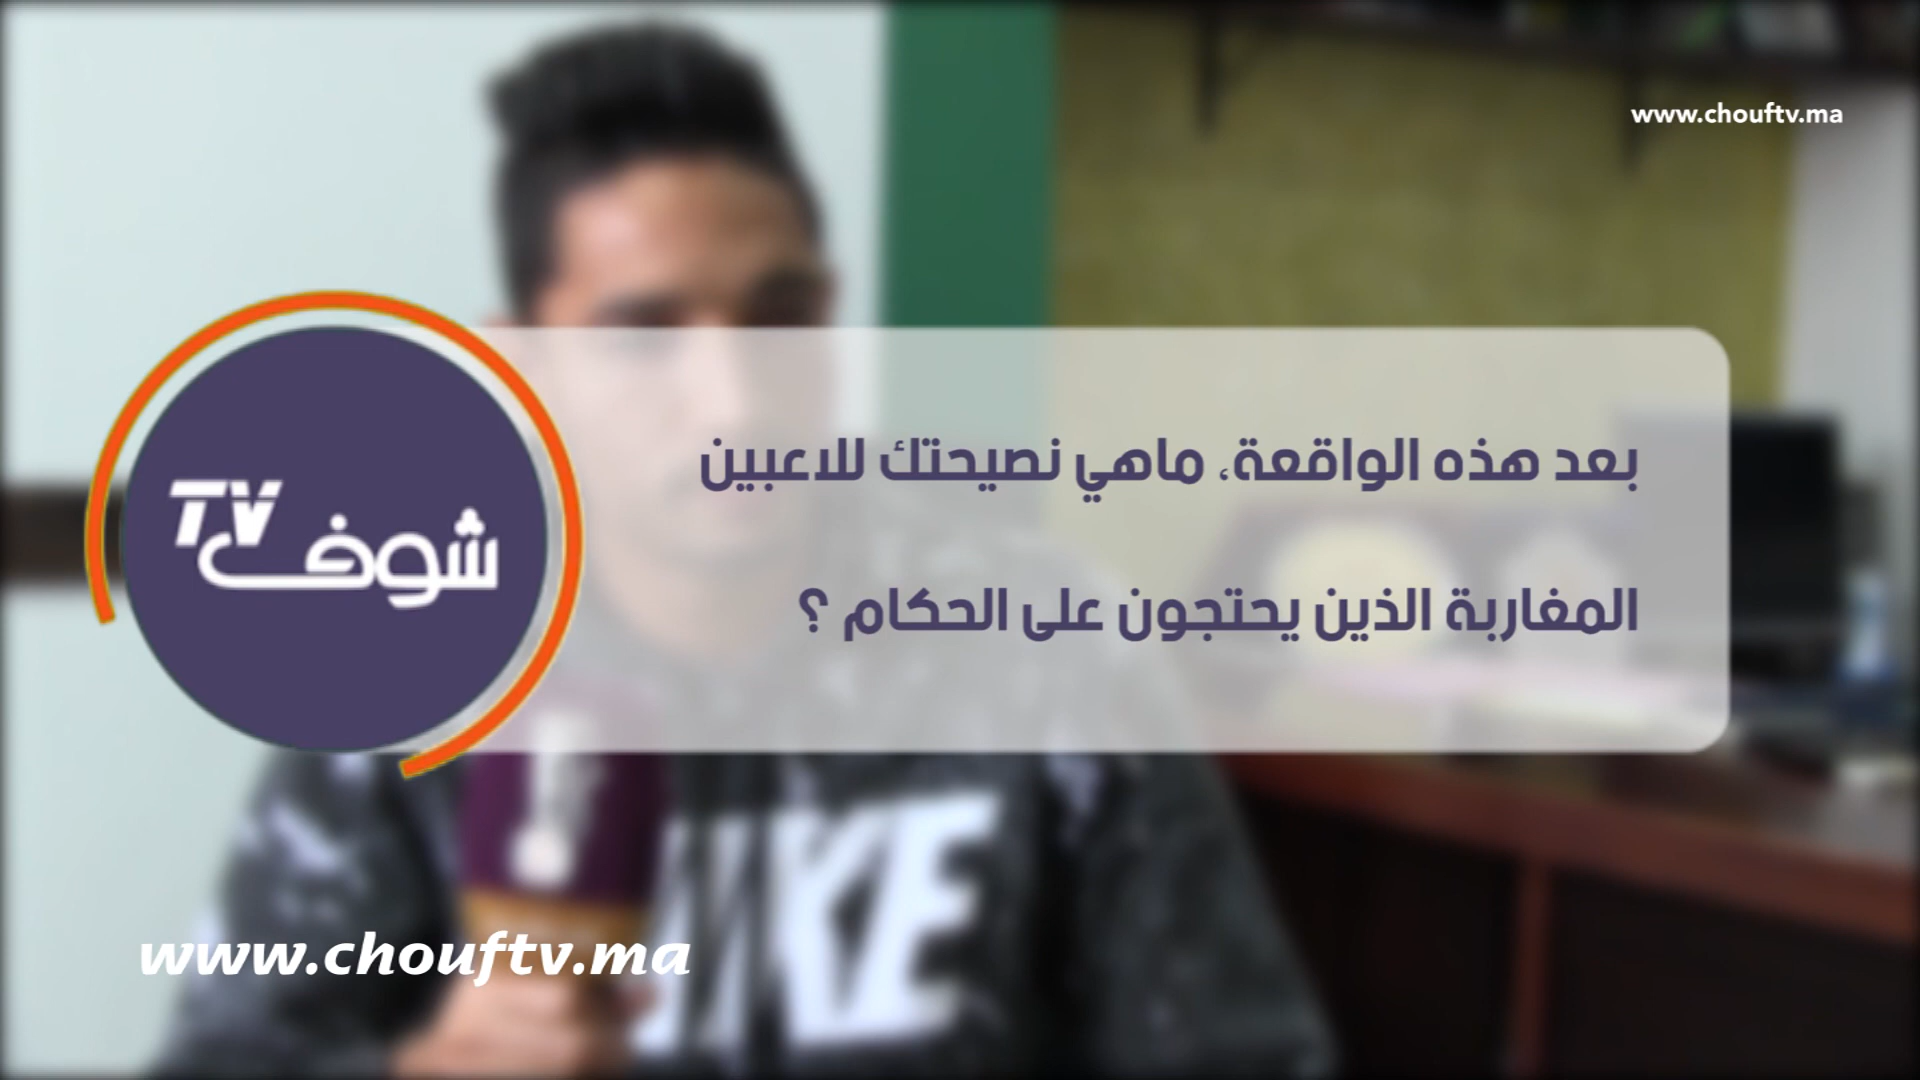 www.chouftv.ma
بعد هذه الواقعة، ماهي نصيحتك للاعبين
المغاربة الذين يحتجون على الحكام ؟
شوف TV
www.chouftv.ma
NIKE